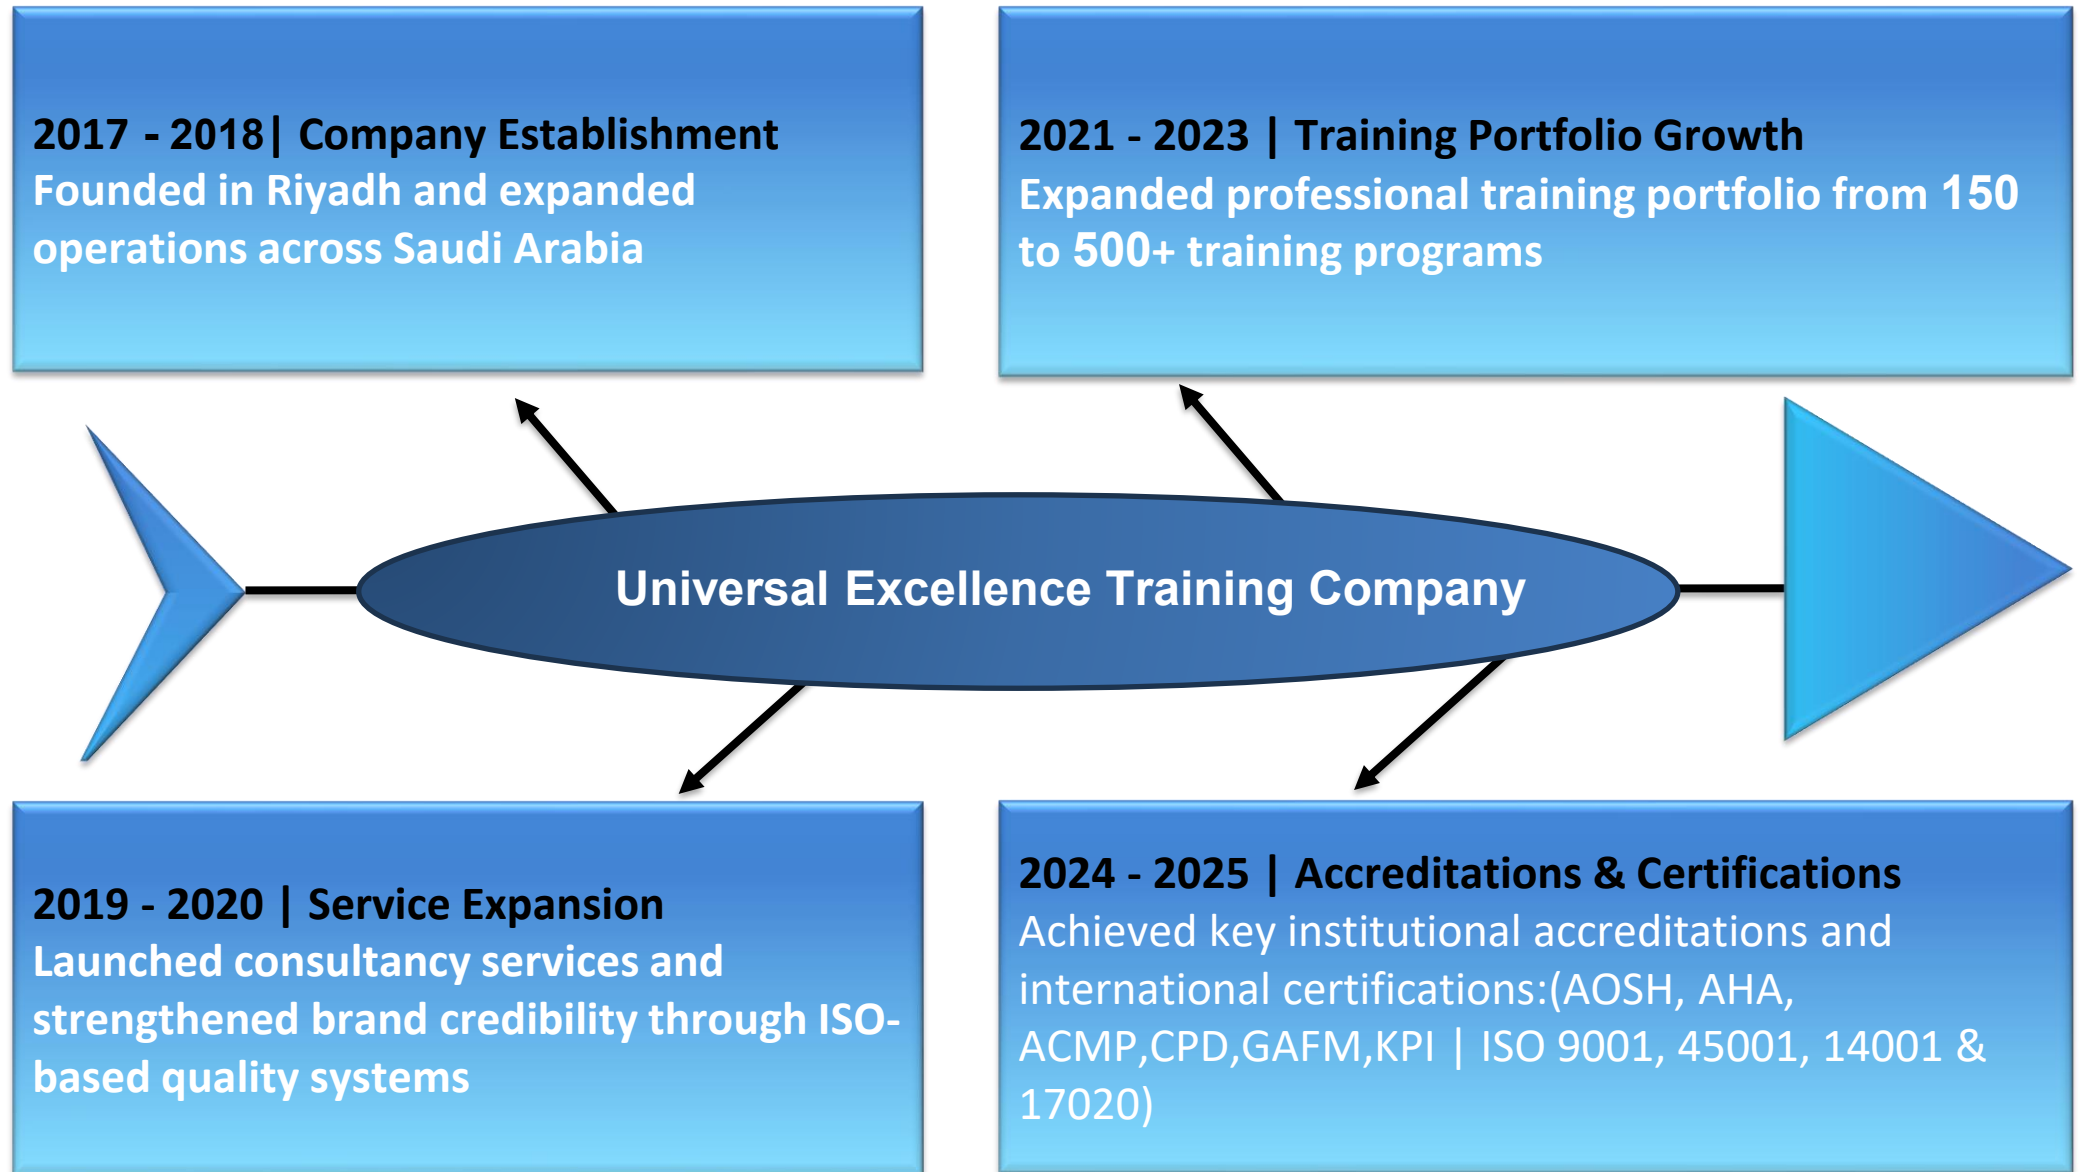 2017 - 2018| Company Establishment
Founded in Riyadh and expanded
operations across Saudi Arabia
2021 - 2023 | Training Portfolio Growth
Expanded professional training portfolio from 150
to 500+ training programs
Universal Excellence Training Company
2019 - 2020 | Service Expansion
Launched consultancy services and
strengthened brand credibility through ISO-
based quality systems
2024 - 2025 | Accreditations & Certifications
Achieved key institutional accreditations and
international certifications:(AOSH, AHA,
ACMP,CPD,GAFM,KPI | ISO 9001, 45001, 14001 &
17020)